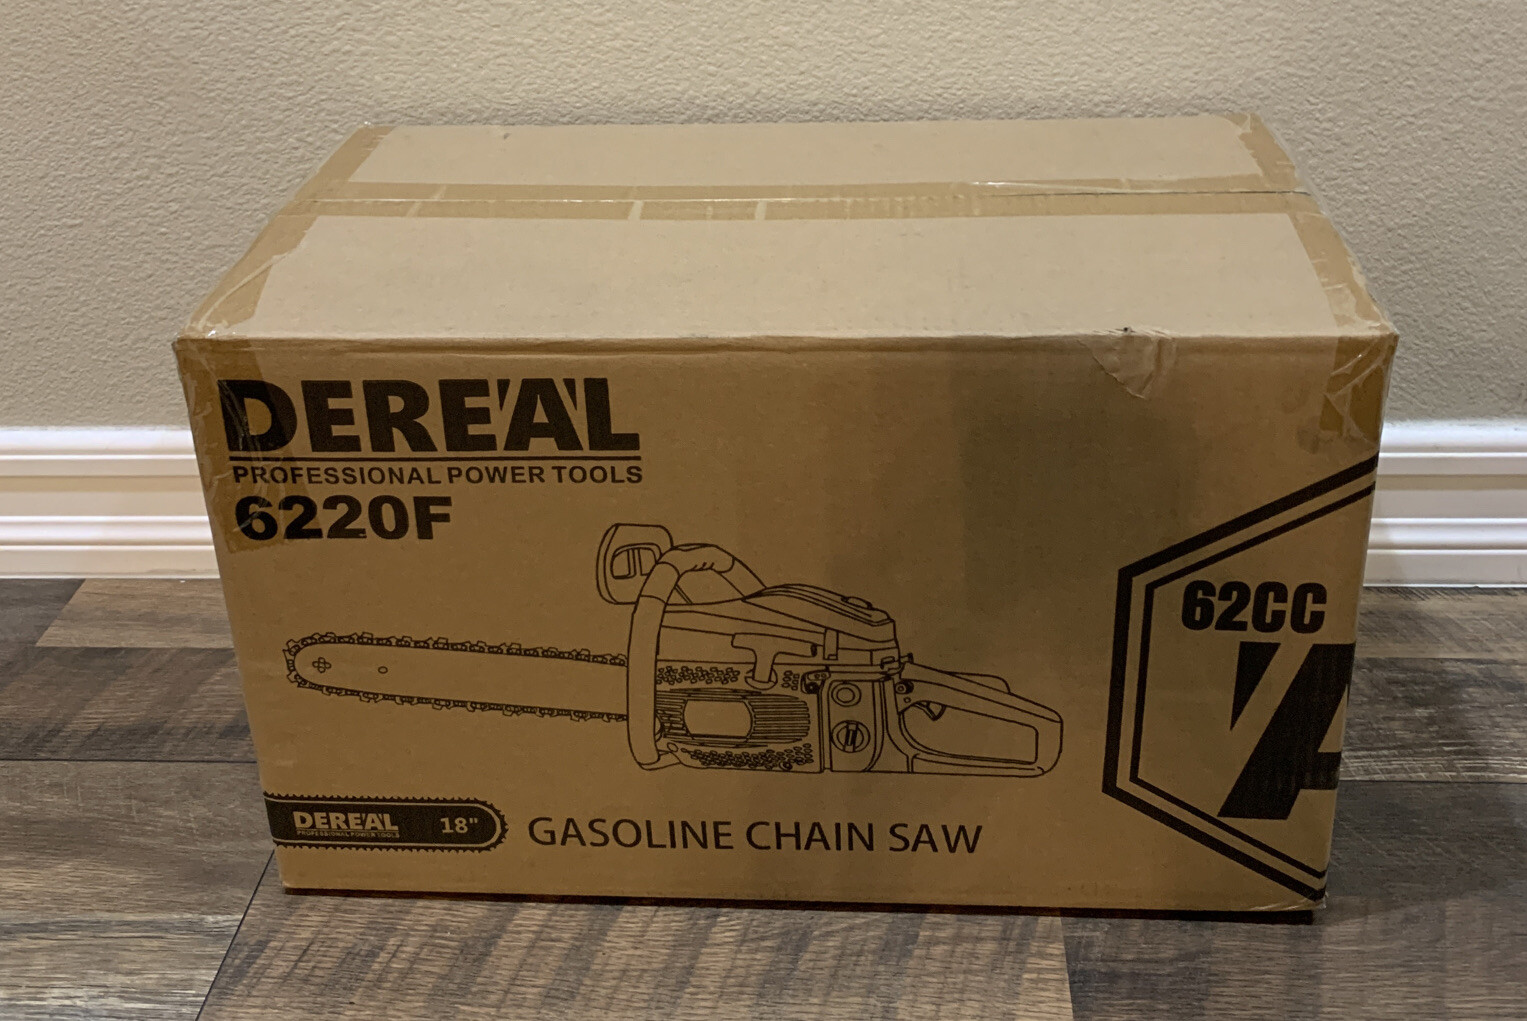 DEREAL
PROFESSIONAL POWER TOOLS
6220F
62CC
DEREAL
PROFESSIONAL POWER TOOLS
18"
GASOLINE CHAIN SAW